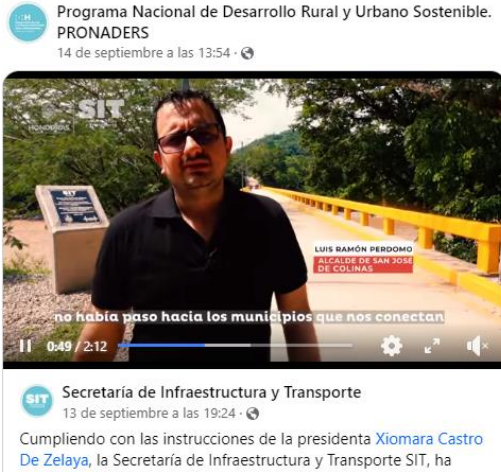 Programa Nacional de Desarrollo Rural y Urbano Sostenible.
PRONADERS
14 de septiembre a las 13:54 ·
SIT
HONDURAS
SIT
LUIS RAMÓN PERDOMO
ALCALDE DE SAN JOSÉ
DE COLINAS
no había paso hacia los municipios que nos conectan
0:49 / 2:12
SIT
Secretaría de Infraestructura y Transporte
13 de septiembre a las 19:24 ·
Cumpliendo con las instrucciones de la presidenta Xiomara Castro
De Zelaya, la Secretaría de Infraestructura y Transporte SIT, ha